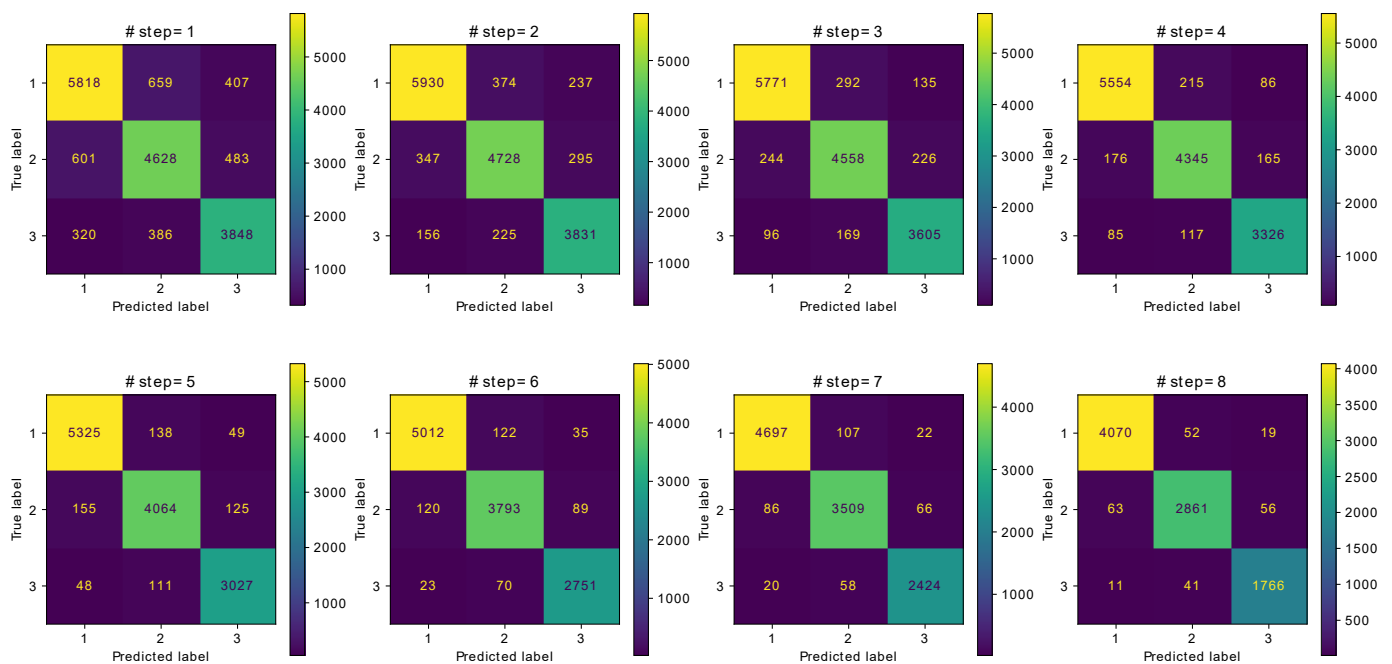 # step= 1
5818 659 407
601 4628 483
320 386 3848
1 2 3
1 2 3
True label
Predicted label
5000
4000
3000
2000
1000
# step= 2
5930 374 237
347 4728 295
156 225 3831
1 2 3
True label
Predicted label
5000
4000
3000
2000
1000
# step= 3
5771 292 135
244 4558 226
96 169 3605
1 2 3
1 2 3
True label
Predicted label
5000
4000
3000
2000
1000
# step= 4
5554 215 86
176 4345 165
85 117 3326
1 2 3
1 2 3
True label
Predicted label
5000
4000
3000
2000
1000
# step= 5
5325 138 49
155 4064 125
48 111 3027
1 2 3
1 2 3
True label
Predicted label
5000
4000
3000
2000
1000
# step= 6
5012 122 35
120 3793 89
23 70 2751
1 2 3
1 2 3
True label
Predicted label
5000
4000
3000
2000
1000
# step= 7
4697 107 22
86 3509 66
20 58 2424
1 2 3
1 2 3
True label
Predicted label
4000
3000
2000
1000
# step= 8
4070 52 19
63 2861 56
11 41 1766
1 2 3
1 2 3
True label
Predicted label
4000
3500
3000
2500
2000
1500
1000
500